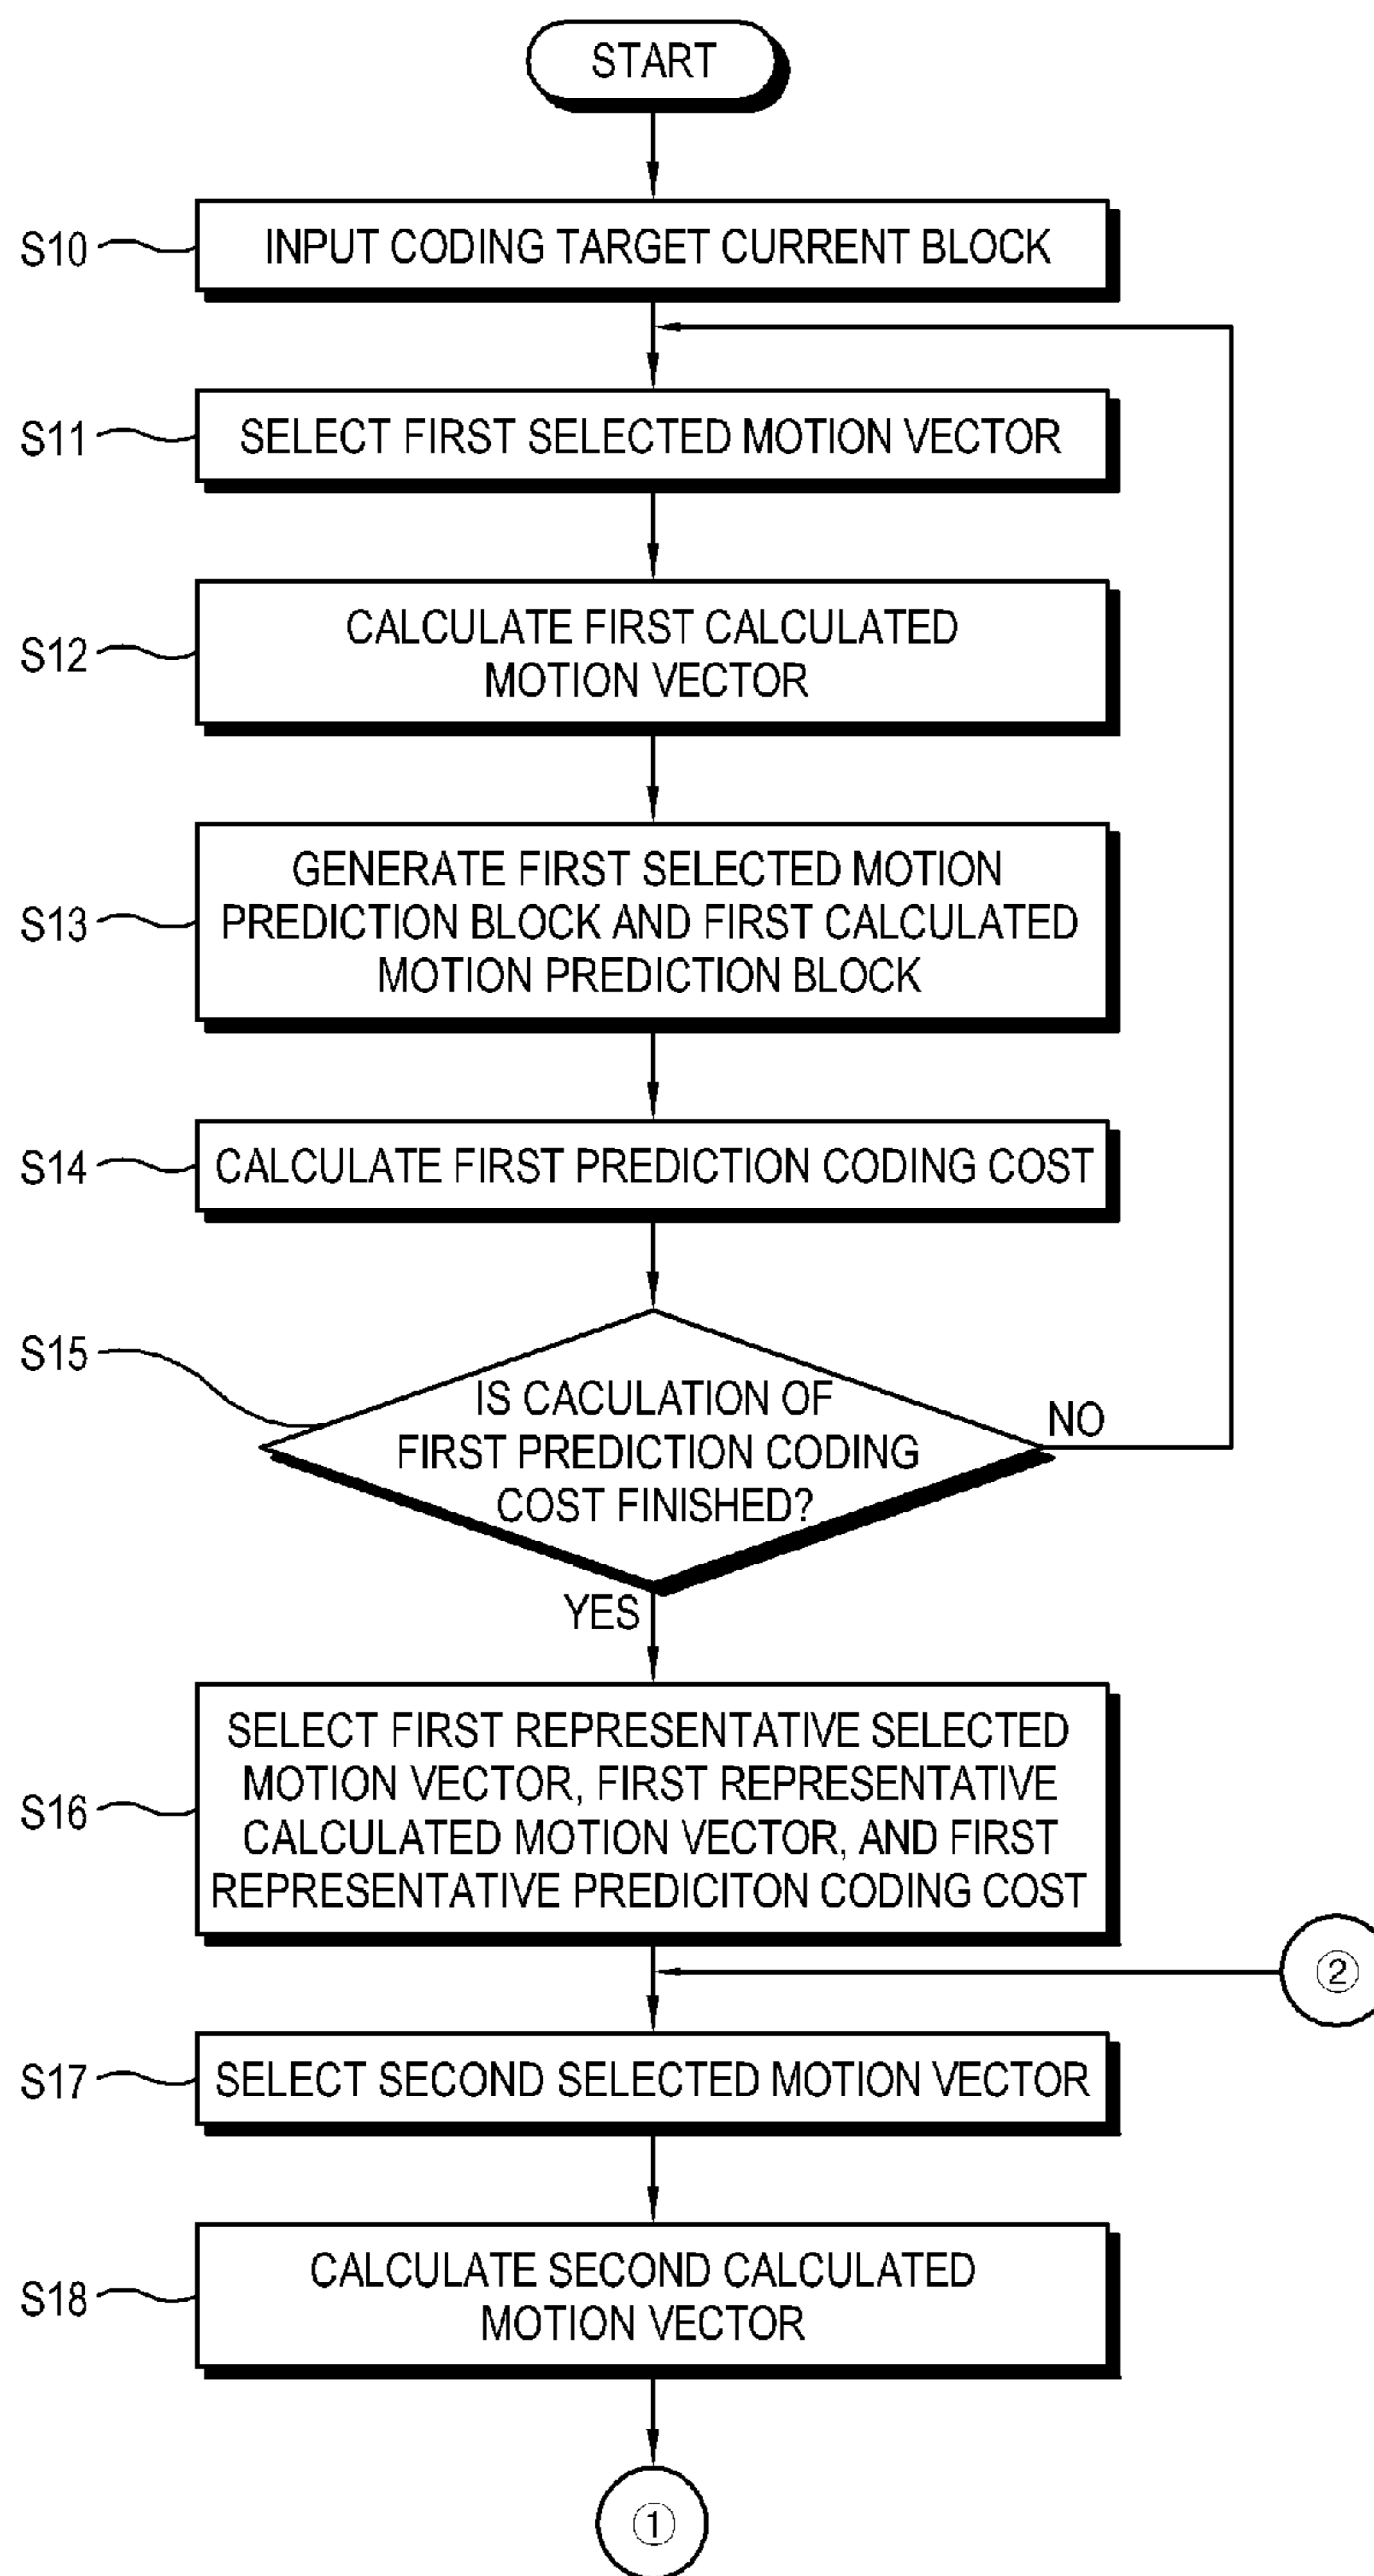 START
S10
INPUT CODING TARGET CURRENT BLOCK
S11
SELECT FIRST SELECTED MOTION VECTOR
S12
CALCULATE FIRST CALCULATED
MOTION VECTOR
S13
GENERATE FIRST SELECTED MOTION
PREDICTION BLOCK AND FIRST CALCULATED
MOTION PREDICTION BLOCK
S14
CALCULATE FIRST PREDICTION CODING COST
S15
IS CACULATION OF
FIRST PREDICTION CODING
COST FINISHED?
NO
YES
S16
SELECT FIRST REPRESENTATIVE SELECTED
MOTION VECTOR, FIRST REPRESENTATIVE
CALCULATED MOTION VECTOR, AND FIRST
REPRESENTATIVE PREDICITON CODING COST
②
S17
SELECT SECOND SELECTED MOTION VECTOR
S18
CALCULATE SECOND CALCULATED
MOTION VECTOR
①